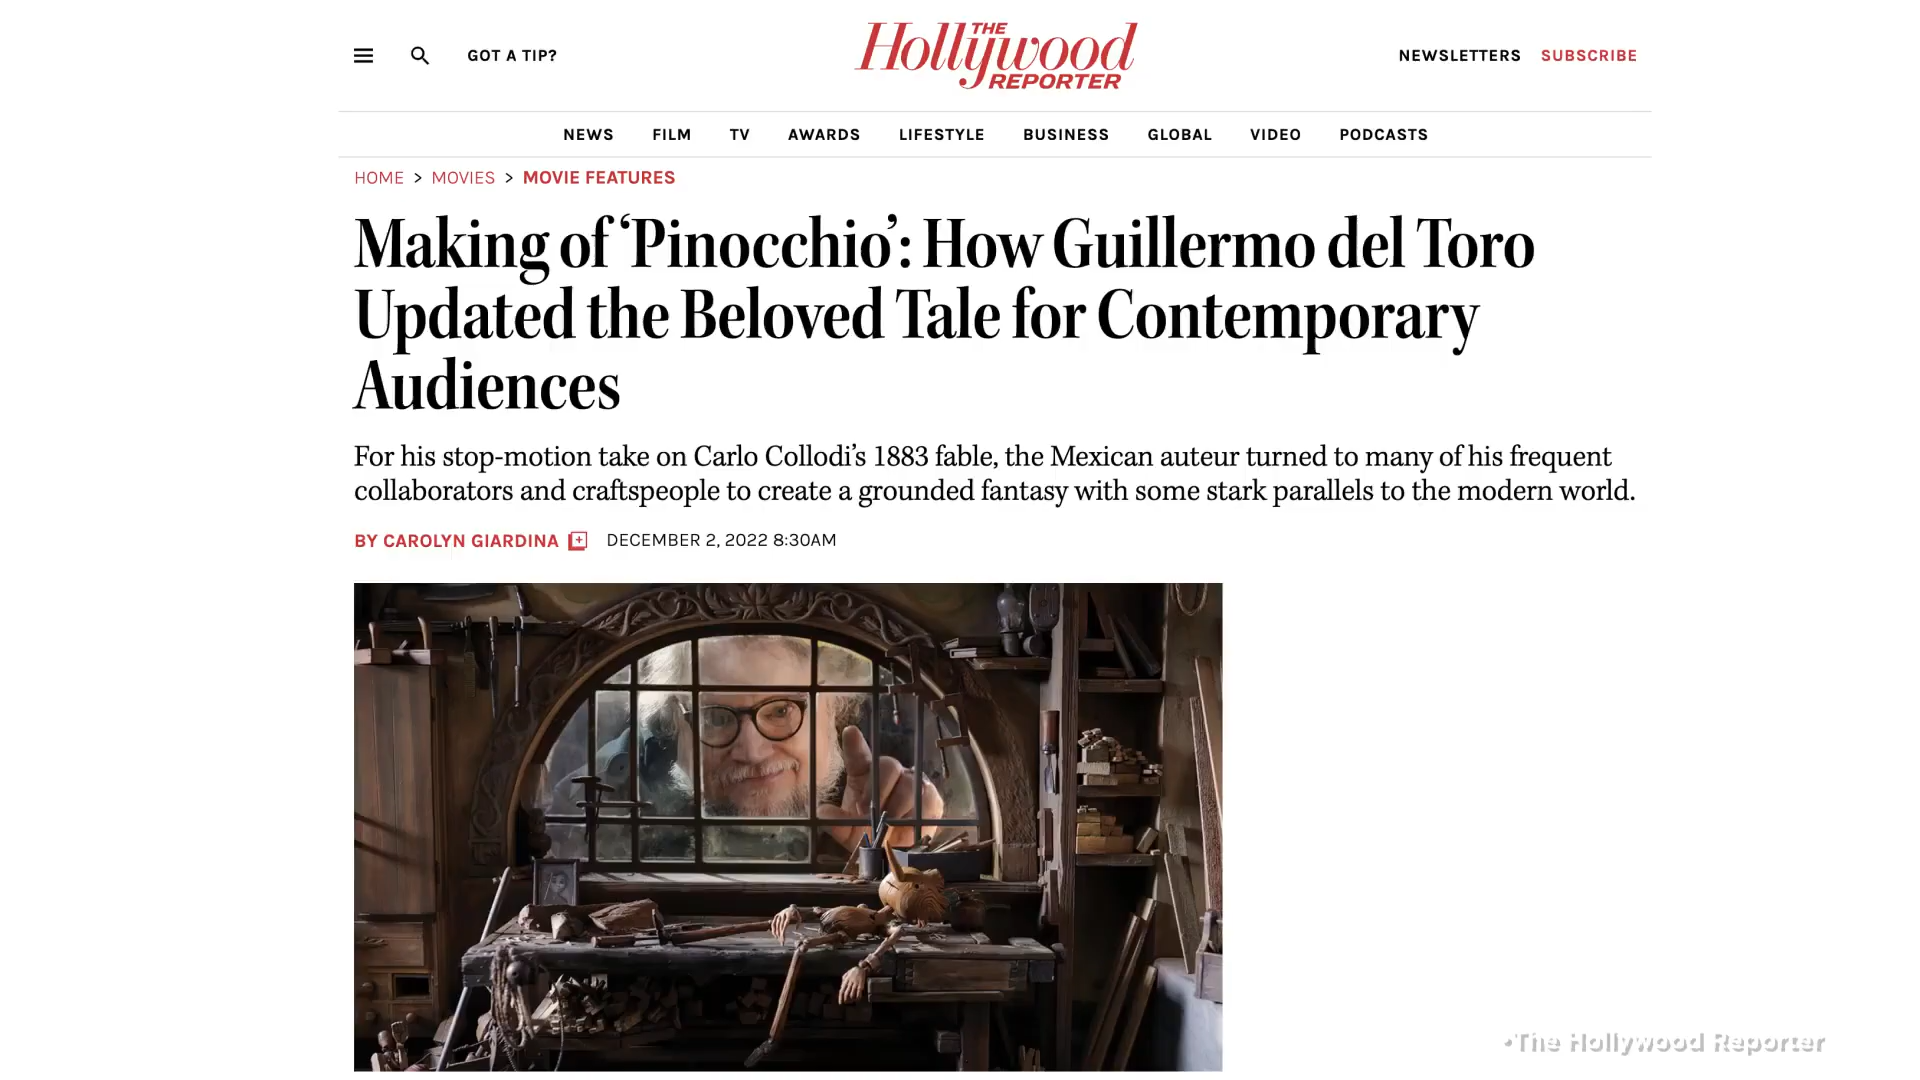 GOT A TIP?
THE
Hollywood
REPORTER
NEWSLETTERS SUBSCRIBE
NEWS FILM TV AWARDS LIFESTYLE BUSINESS GLOBAL VIDEO PODCASTS
HOME > MOVIES > MOVIE FEATURES
Making of ‘Pinocchio’: How Guillermo del Toro
Updated the Beloved Tale for Contemporary
Audiences
For his stop-motion take on Carlo Collodi’s 1883 fable, the Mexican auteur turned to many of his frequent
collaborators and craftspeople to create a grounded fantasy with some stark parallels to the modern world.
BY CAROLYN GIARDINA DECEMBER 2, 2022 8:30AM
•The Hollywood Reporter